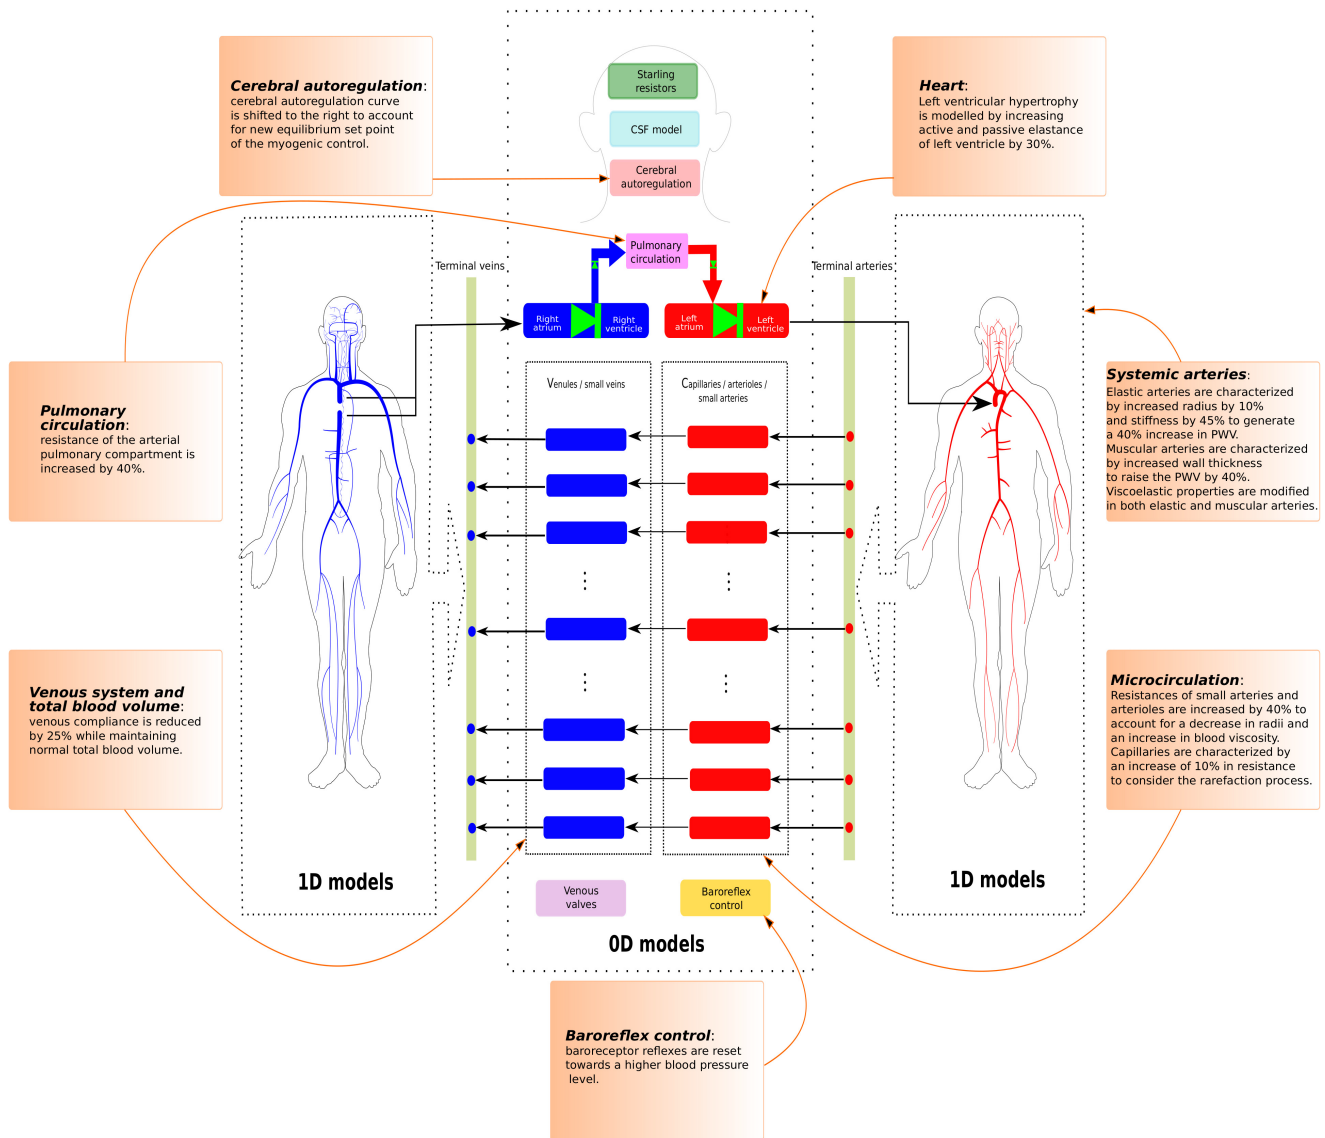 Cerebral autoregulation:
cerebral autoregulation curve
is shifted to the right to account
for new equilibrium set point
of the myogenic control.
Starling
resistors
CSF model
Cerebral
autoregulation
Heart:
Left ventricular hypertrophy
is modelled by increasing
active and passive elastance
of left ventricle by 30%.
Pulmonary
circulation
Terminal veins
Terminal arteries
Right
atrium
Right
ventricle
Left
atrium
Left
ventricle
Pulmonary
circulation:
resistance of the arterial
pulmonary compartment is
increased by 40%.
Venules / small veins
Capillaries / arterioles /
small arteries
Systemic arteries:
Elastic arteries are characterized
by increased radius by 10%
and stiffness by 45% to generate
a 40% increase in PWV.
Muscular arteries are characterized
by increased wall thickness
to raise the PWV by 40%.
Viscoelastic properties are modified
in both elastic and muscular arteries.
Venous system and
total blood volume:
venous compliance is reduced
by 25% while maintaining
normal total blood volume.
Microcirculation:
Resistances of small arteries and
arterioles are increased by 40% to
account for a decrease in radii and
an increase in blood viscosity.
Capillaries are characterized by
an increase of 10% in resistance
to consider the rarefaction process.
1D models
1D models
Venous
valves
Baroreflex
control
0D models
Baroreflex control:
baroreceptor reflexes are reset
towards a higher blood pressure
level.